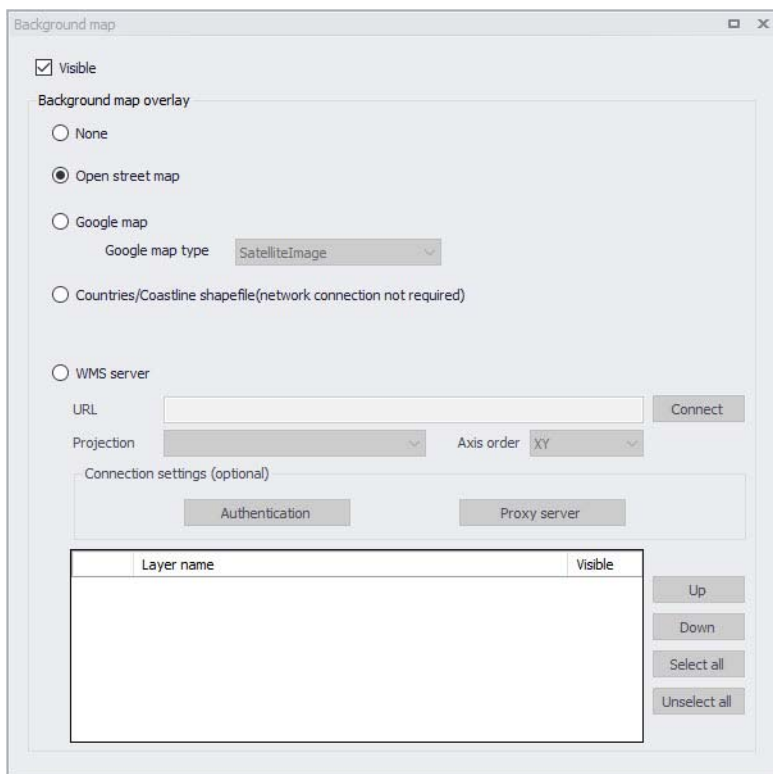 Background map
Visible
Background map overlay
None
Open street map
Google map
Google map type SatelliteImage
Countries/Coastline shapefile(network connection not required)
WMS server
URL Connect
Projection Axis order XY
Connection settings (optional)
Authentication Proxy server
Layer name Visible
Up
Down
Select all
Unselect all